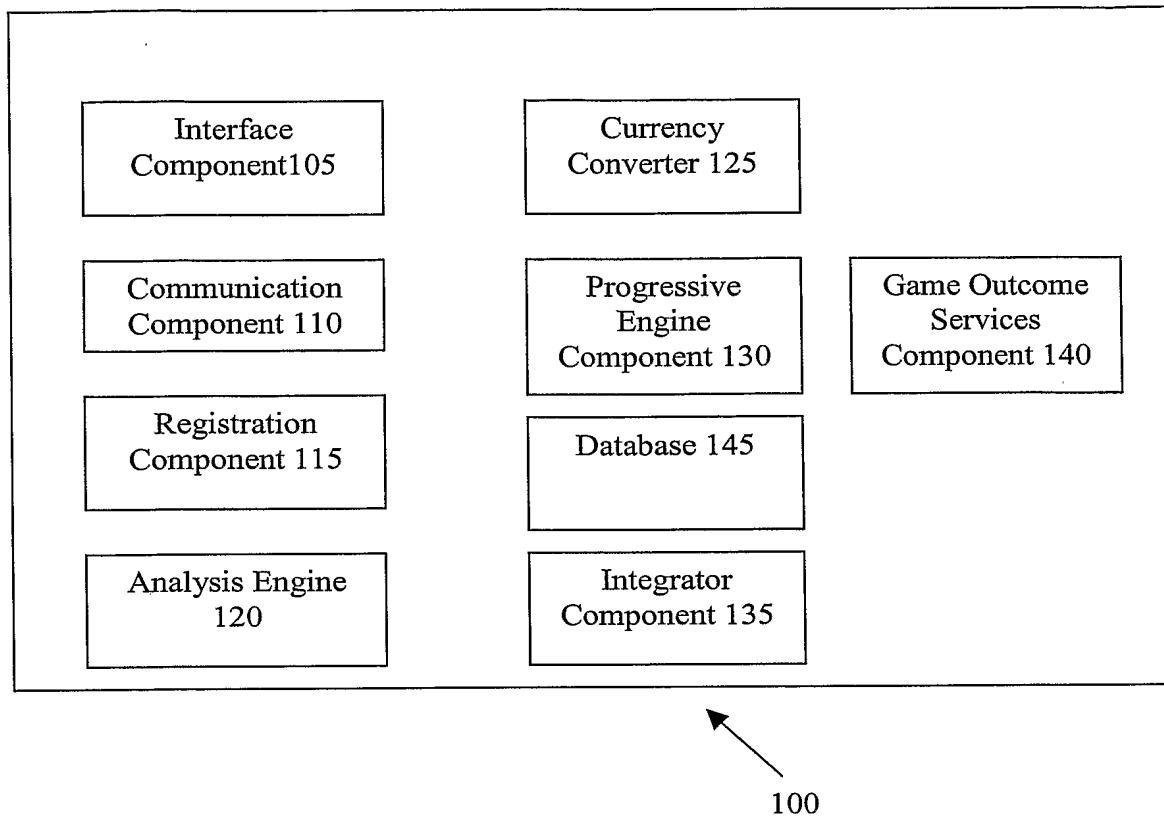 Interface
Component105
Currency
Converter 125
Communication
Component 110
Progressive
Engine
Component 130
Game Outcome
Services
Component 140
Registration
Component 115
Database 145
Analysis Engine
120
Integrator
Component 135
100